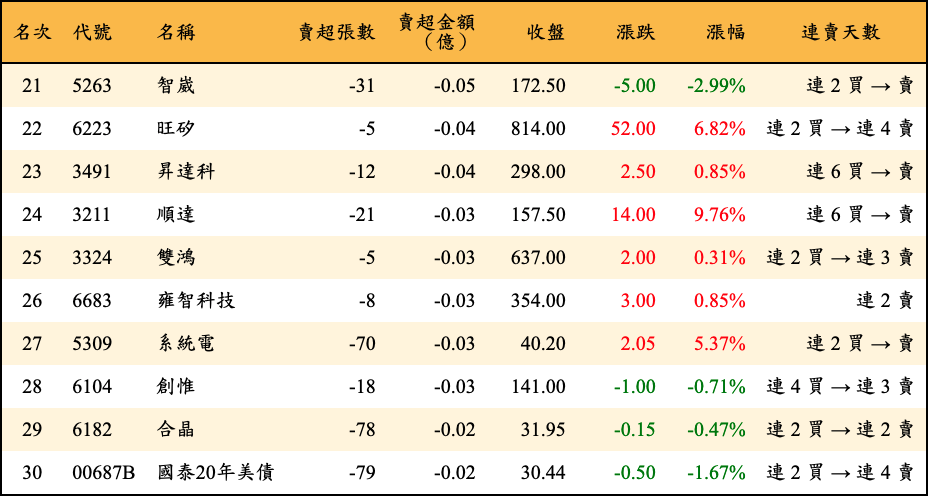 名次 代號 名稱 賣超張數 賣超金額（億） 收盤 漲跌 漲幅 連賣天數
21 5263 智崴 -31 -0.05 172.50 -5.00 -2.99% 連 2 買 → 賣
22 6223 旺矽 -5 -0.04 814.00 52.00 6.82% 連 2 買 → 連 4 賣
23 3491 昇達科 -12 -0.04 298.00 2.50 0.85% 連 6 買 → 賣
24 3211 順達 -21 -0.03 157.50 14.00 9.76% 連 6 買 → 賣
25 3324 雙鴻 -5 -0.03 637.00 2.00 0.31% 連 2 買 → 連 3 賣
26 6683 雍智科技 -8 -0.03 354.00 3.00 0.85% 連 2 賣
27 5309 系統電 -70 -0.03 40.20 2.05 5.37% 連 2 買 → 賣
28 6104 創惟 -18 -0.03 141.00 -1.00 -0.71% 連 4 買 → 連 3 賣
29 6182 合晶 -78 -0.02 31.95 -0.15 -0.47% 連 2 買 → 連 2 賣
30 00687B 國泰20年美債 -79 -0.02 30.44 -0.50 -1.67% 連 2 買 → 連 4 賣